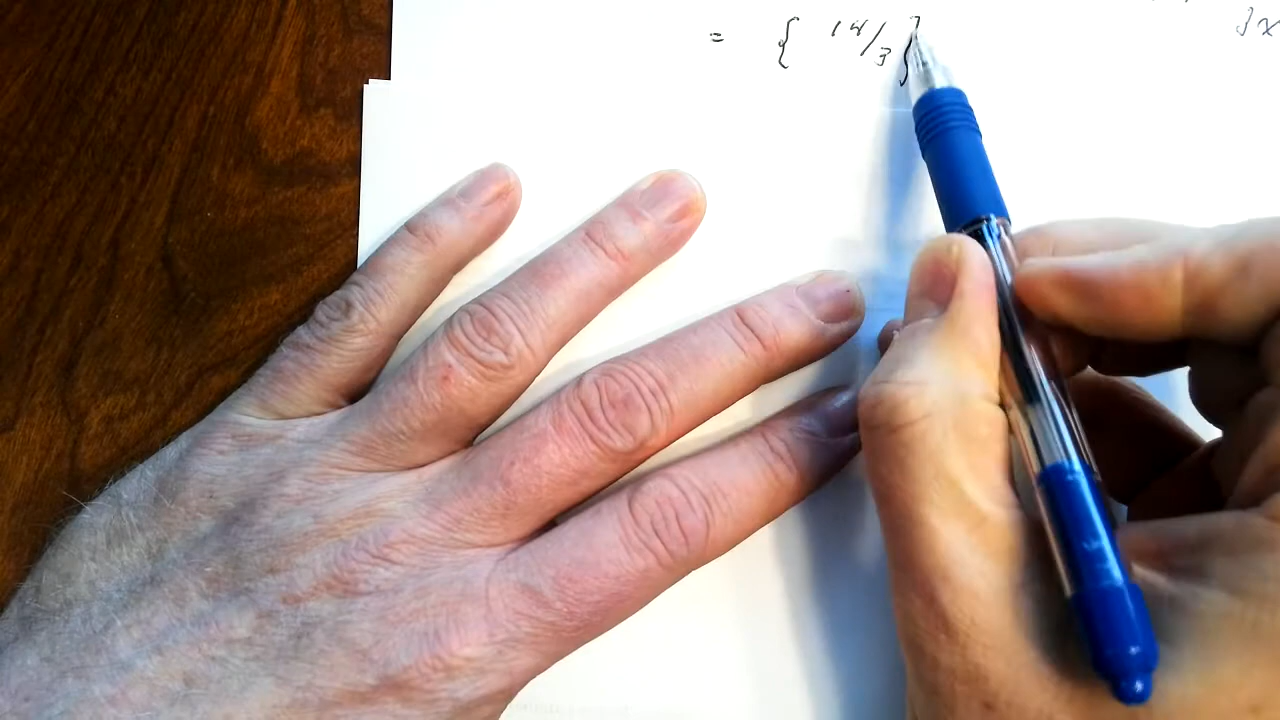 = { 14/3 }
} x